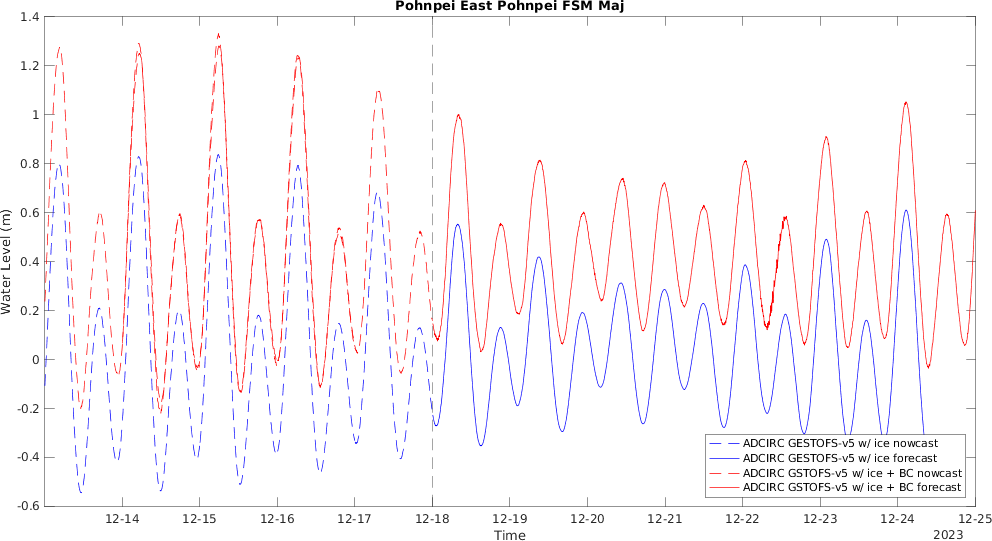 Pohnpei East Pohnpei FSM Maj
1.4
1.2
1
0.8
0.6
0.4
0.2
0
-0.2
-0.4
-0.6
Water Level (m)
ADCIRC GESTOFS-v5 w/ ice nowcast
ADCIRC GESTOFS-v5 w/ ice forecast
ADCIRC GSTOFS-v5 w/ ice + BC nowcast
ADCIRC GSTOFS-v5 w/ ice + BC forecast
12-14 12-15 12-16 12-17 12-18 12-19 12-20 12-21 12-22 12-23 12-24 12-25
Time
2023